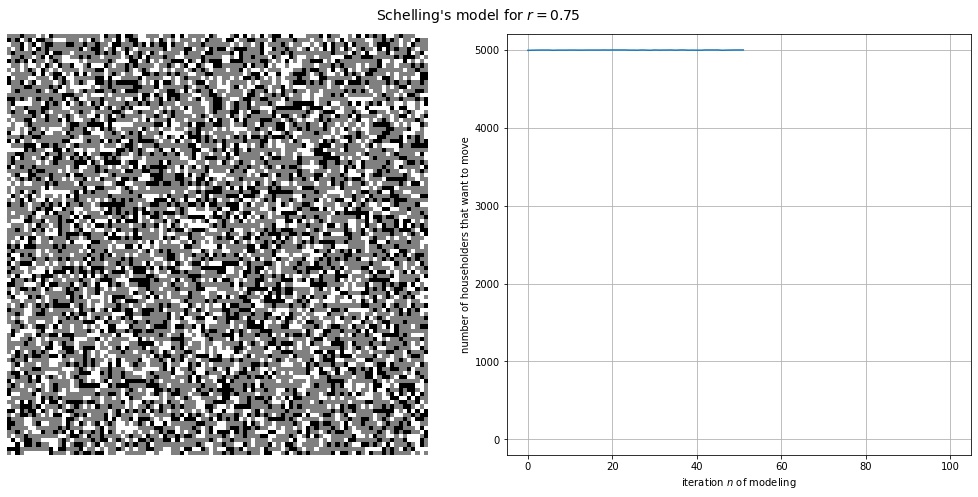 Schelling's model for r = 0.75
number of householders that want to move
5000
4000
3000
2000
1000
0
0 20 40 60 80 100
iteration n of modeling